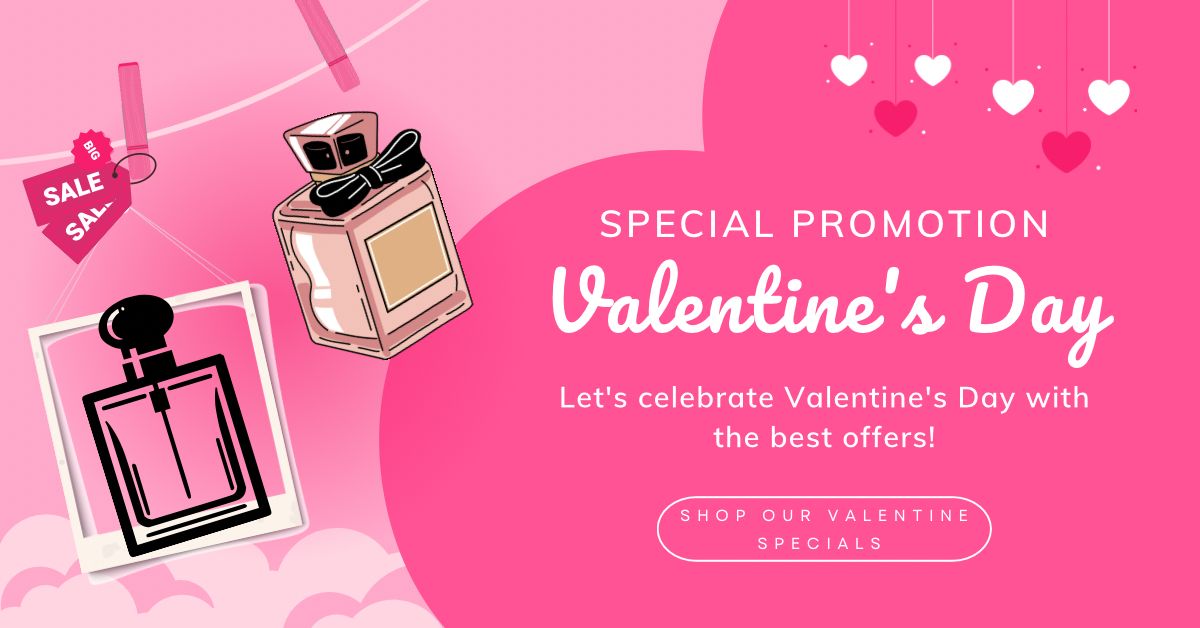 BIG
SALE
SALE
SPECIAL PROMOTION
Valentine's Day
Let's celebrate Valentine's Day with
the best offers!
SHOP OUR VALENTINE
SPECIALS